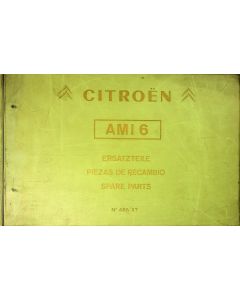 CITROËN
AMI 6
ERSATZTEILE
PIEZAS DE RECAMBIO
SPARE PARTS